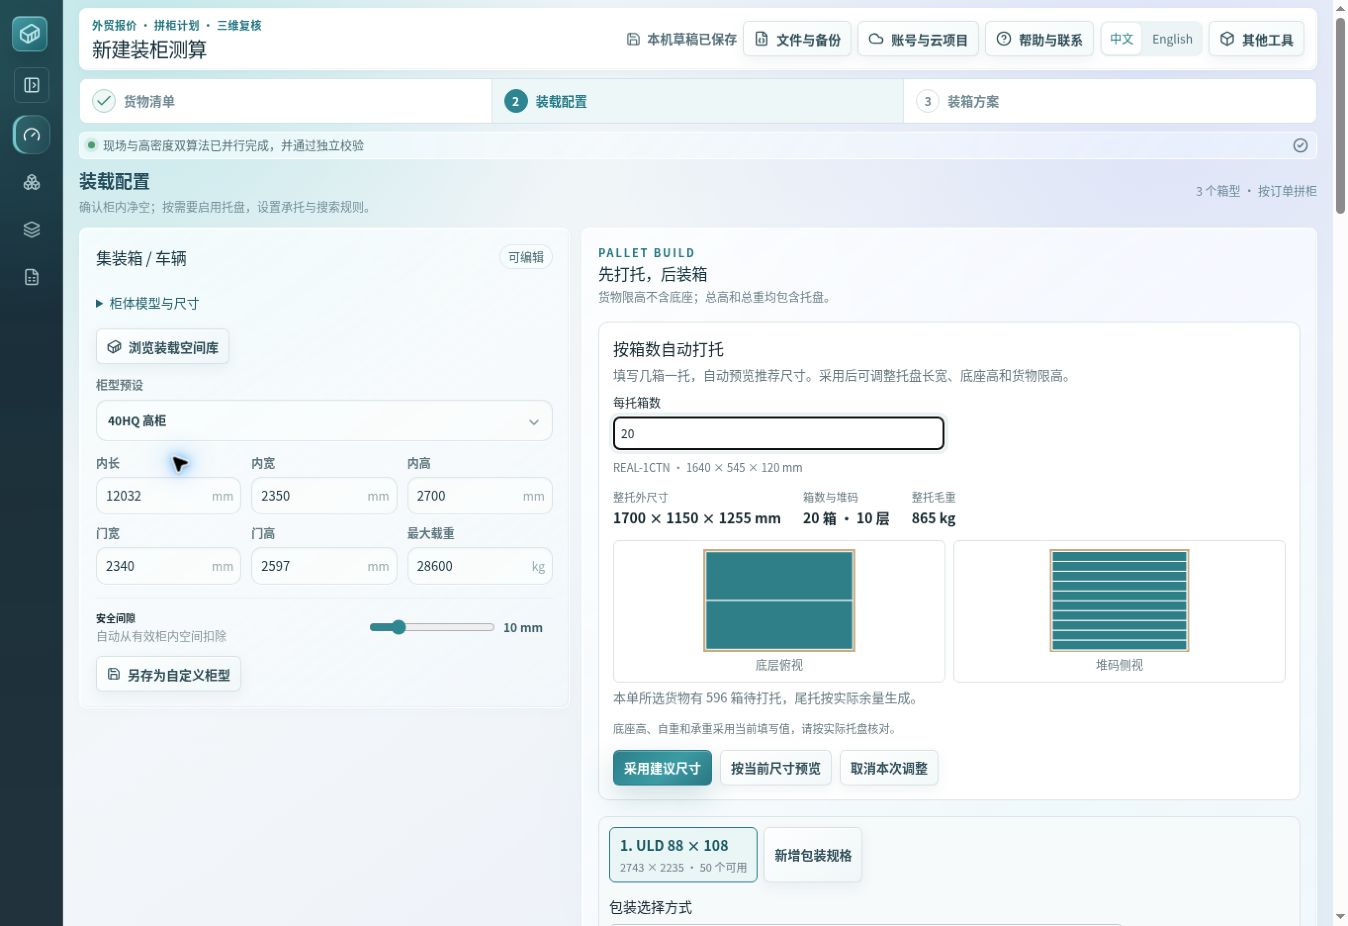 外贸报价 · 拼柜计划 · 三维复核
新建装柜测算
本机草稿已保存
文件与备份
账号与云项目
帮助与联系
中文
English
其他工具
货物清单
2 装载配置
3 装箱方案
现场与高密度双算法已并行完成，并通过独立校验
装载配置
确认柜内净空；按需要启用托盘，设置承托与搜索规则。
3 个箱型 · 按订单拼柜
集装箱 / 车辆
可编辑
柜体模型与尺寸
浏览装载空间库
柜型预设
40HQ 高柜
内长 内宽 内高
12032 mm 2350 mm 2700 mm
门宽 门高 最大载重
2340 mm 2597 mm 28600 kg
安全间隙
自动从有效柜内空间扣除
10 mm
另存为自定义柜型
PALLET BUILD
先打托，后装箱
货物限高不含底座；总高和总重均包含托盘。
按箱数自动打托
填写几箱一托，自动预览推荐尺寸。采用后可调整托盘长宽、底座高和货物限高。
每托箱数
20
REAL-1CTN · 1640 × 545 × 120 mm
整托外尺寸 箱数与堆码 整托毛重
1700 × 1150 × 1255 mm 20 箱 · 10 层 865 kg
底层俯视
堆码侧视
本单所选货物有 596 箱待打托，尾托按实际余量生成。
底座高、自重和承重采用当前填写值，请按实际托盘核对。
采用建议尺寸
按当前尺寸预览
取消本次调整
1. ULD 88 × 108
2743 × 2235 · 50 个可用
新增包装规格
包装选择方式